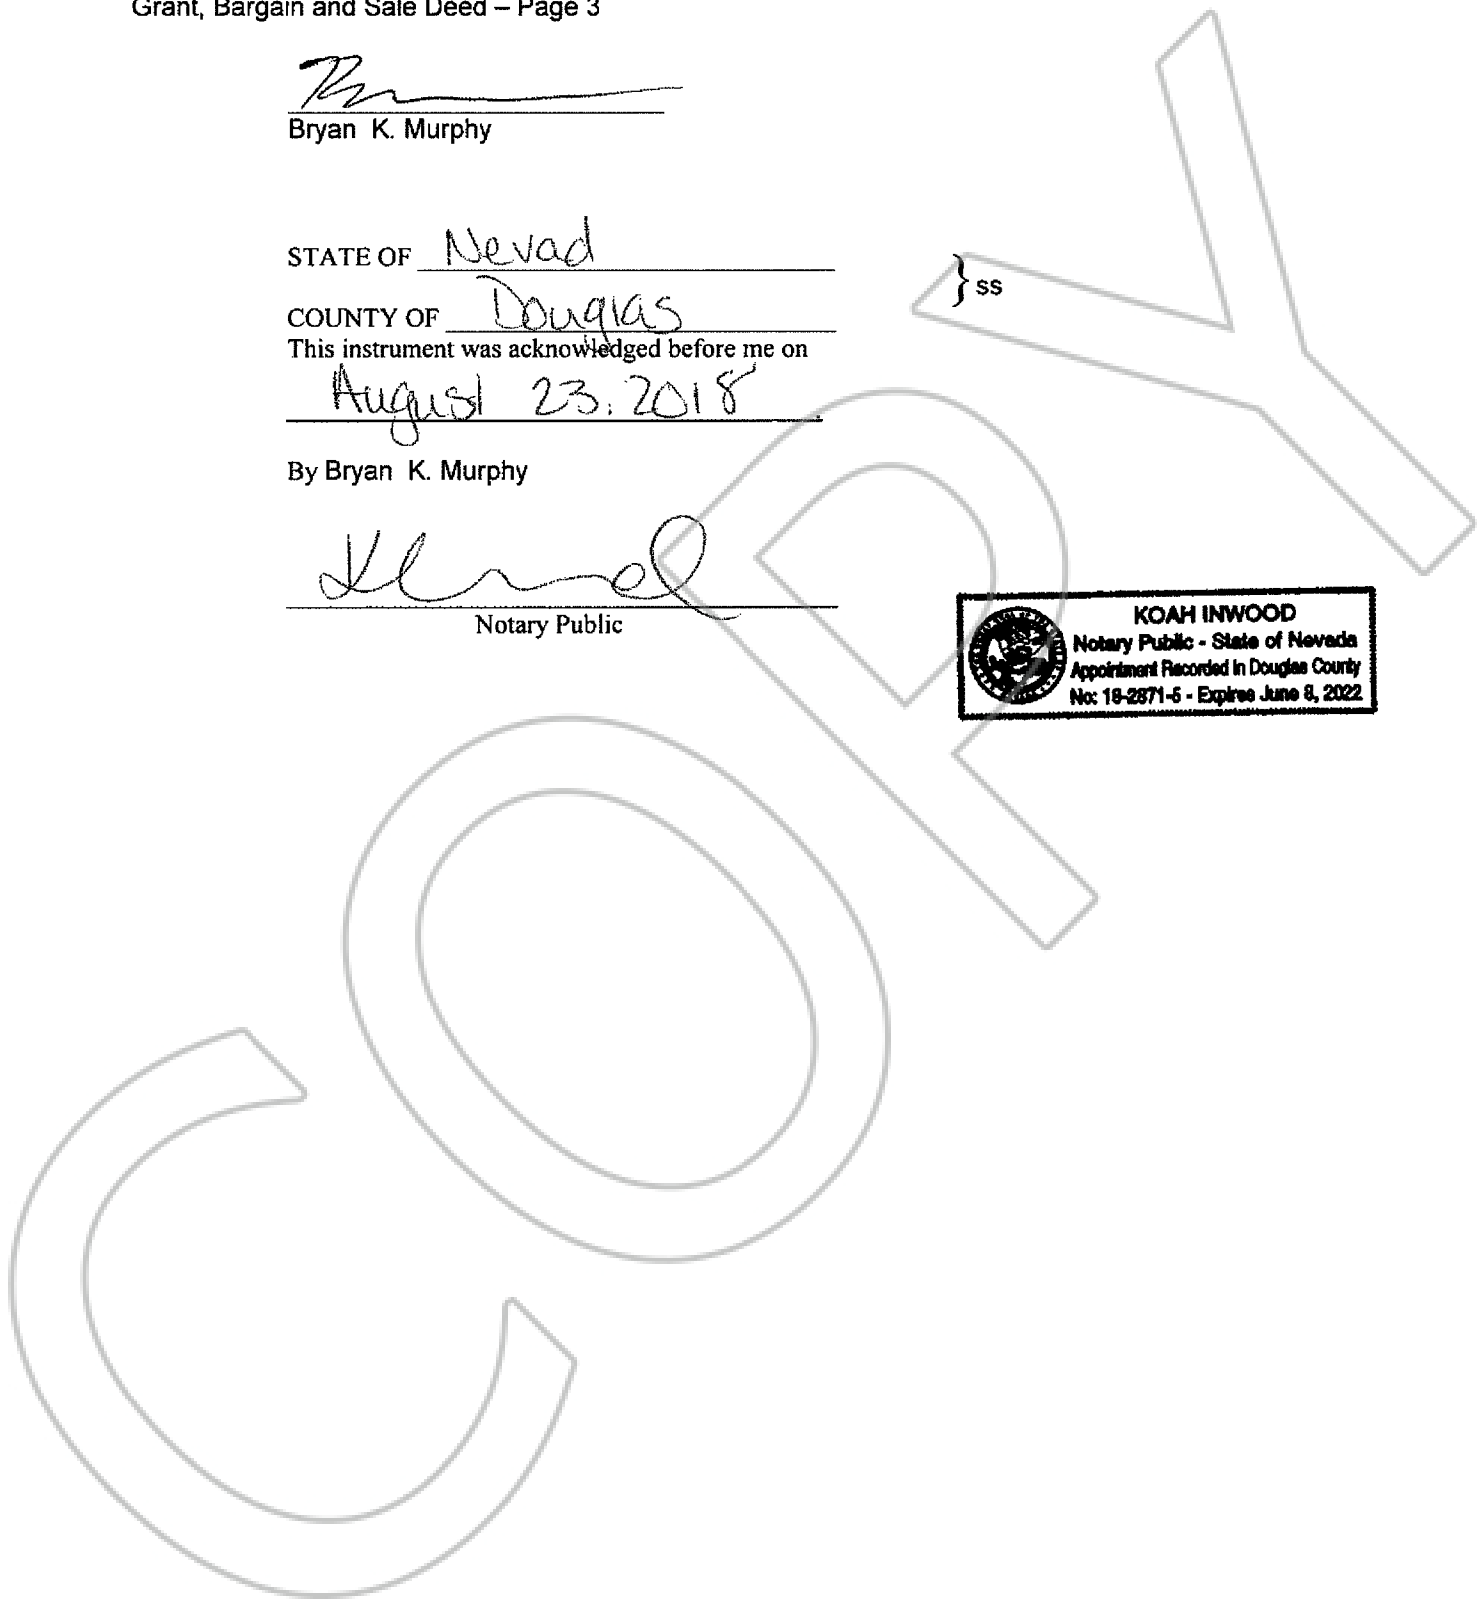 Grant, Bargain and Sale Deed – Page 3
Bryan K. Murphy
STATE OF Nevad
} ss
COUNTY OF Douglas
This instrument was acknowledged before me on
August 23, 2018.
By Bryan K. Murphy
Notary Public
KOAH INWOOD
Notary Public - State of Nevada
Appointment Recorded in Douglas County
No: 18-2871-5 - Expires June 8, 2022
COPY